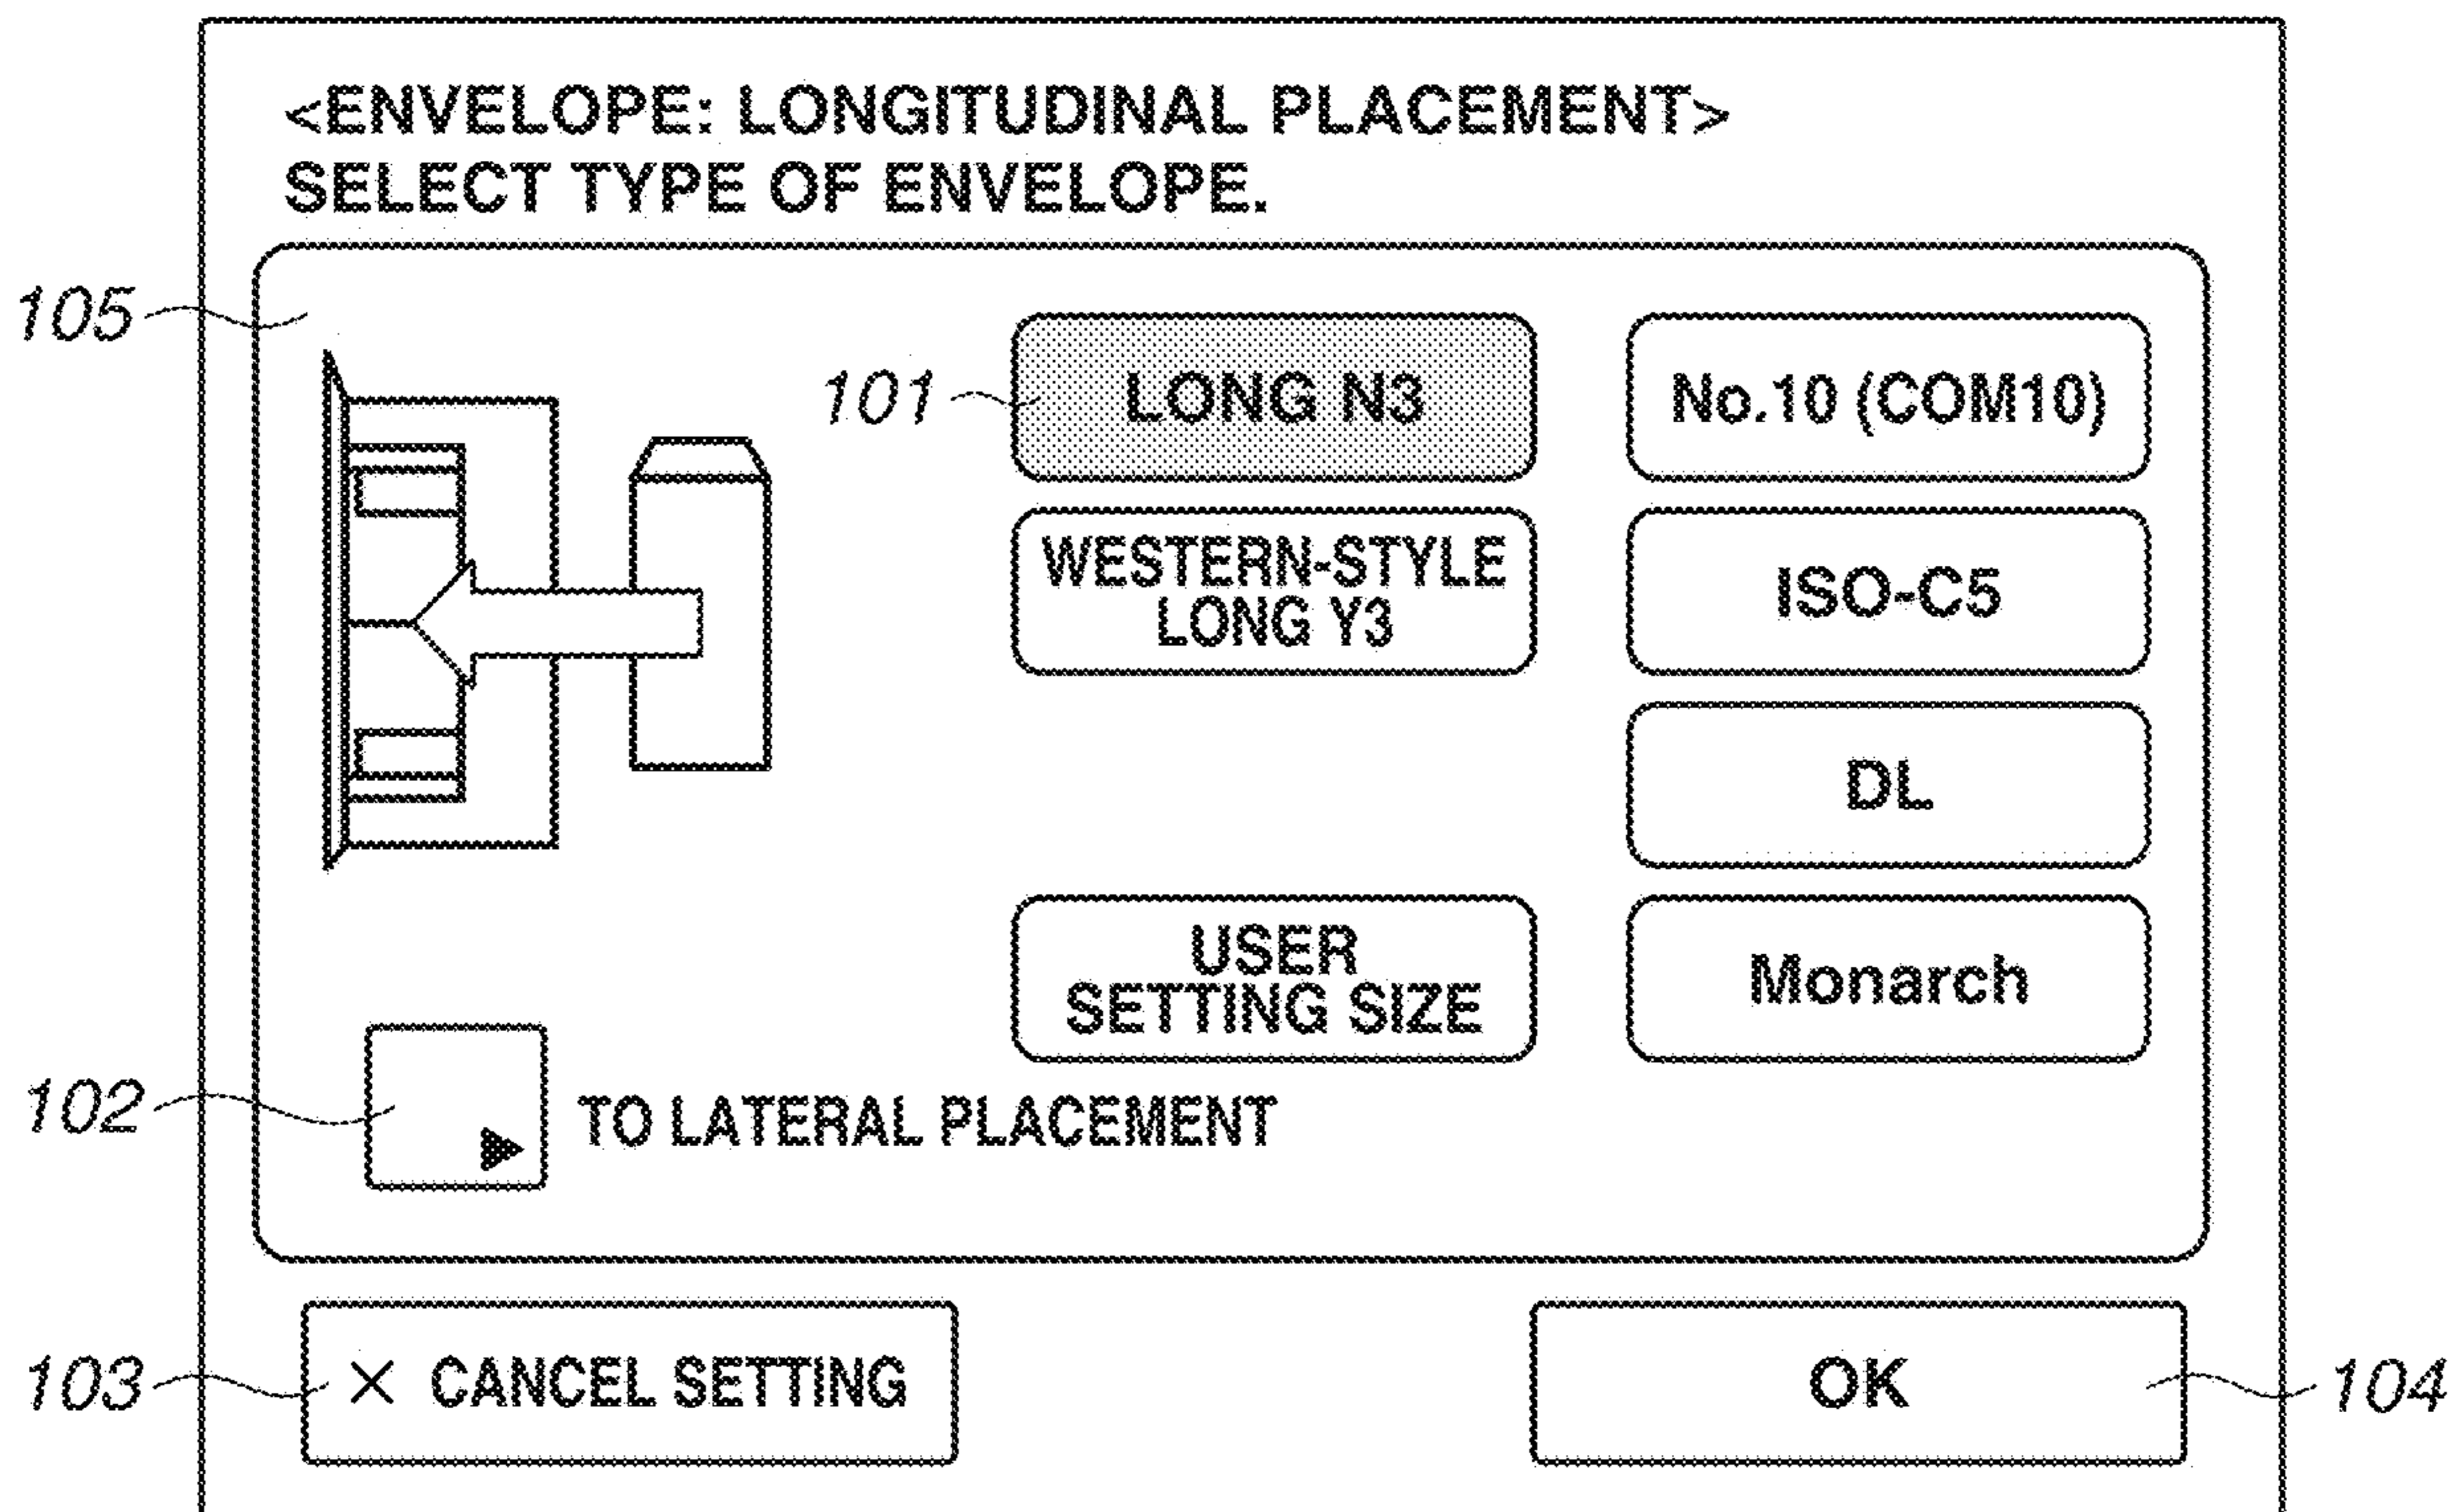 <ENVELOPE: LONGITUDINAL PLACEMENT>
SELECT TYPE OF ENVELOPE.
105
101
LONG N3
No.10 (COM10)
WESTERN-STYLE
LONG Y3
ISO-C5
DL
USER
SETTING SIZE
Monarch
102
TO LATERAL PLACEMENT
103
× CANCEL SETTING
OK
104